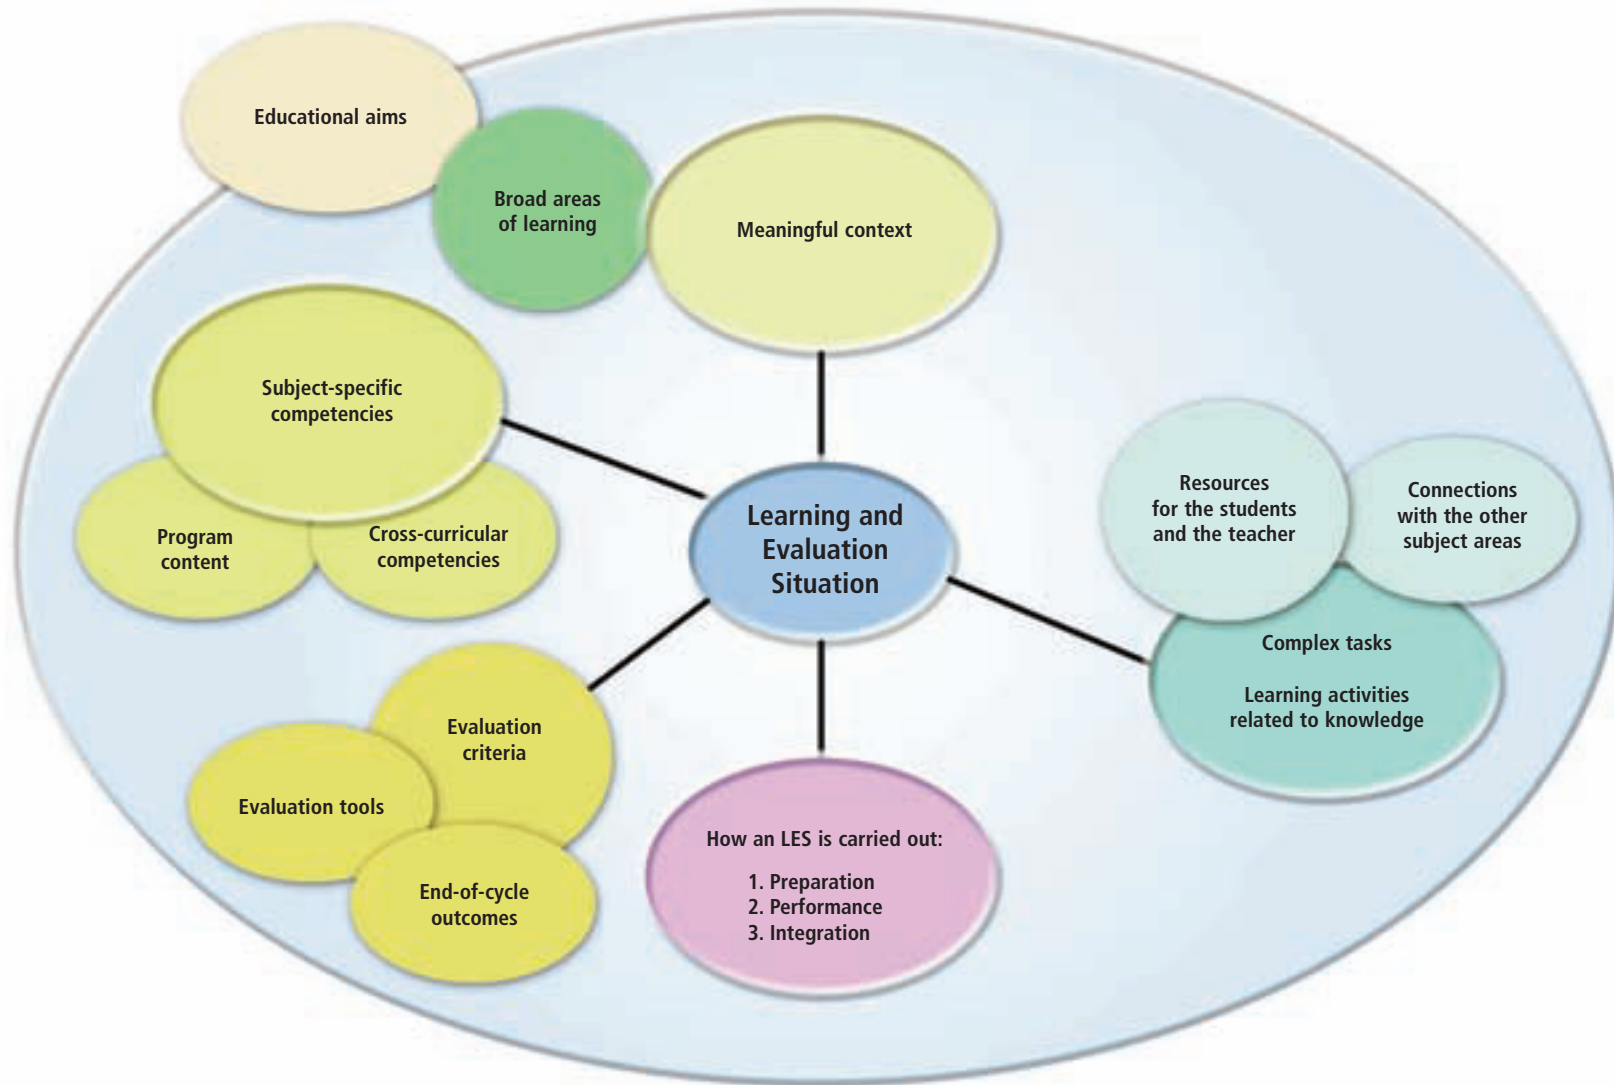 Educational aims
Broad areas
of learning
Meaningful context
Subject-specific
competencies
Program
content
Cross-curricular
competencies
Learning and
Evaluation
Situation
Resources
for the students
and the teacher
Connections
with the other
subject areas
Complex tasks
Learning activities
related to knowledge
Evaluation
criteria
Evaluation tools
End-of-cycle
outcomes
How an LES is carried out:
1. Preparation
2. Performance
3. Integration